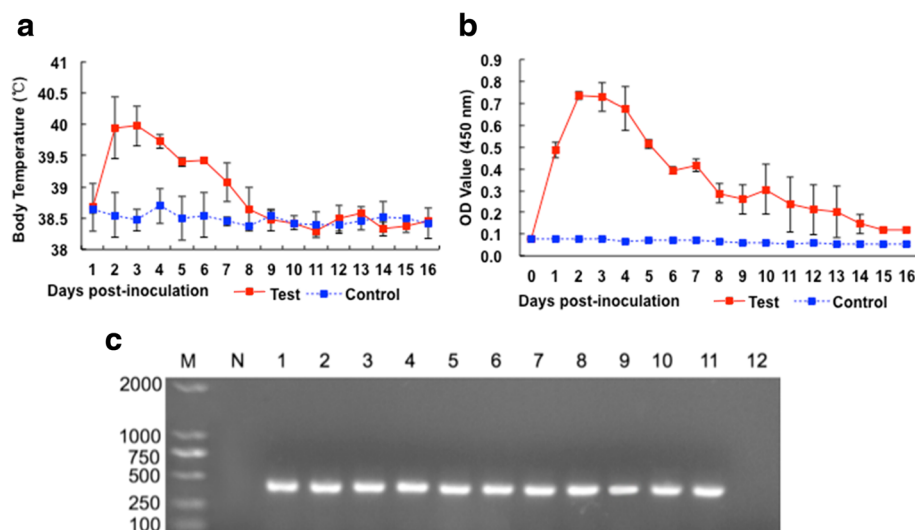 a
Body Temperature (℃)
41
40.5
40
39.5
39
38.5
38
1 2 3 4 5 6 7 8 9 10 11 12 13 14 15 16
Days post-inoculation
Test
Control
b
OD Value (450 nm)
0.9
0.8
0.7
0.6
0.5
0.4
0.3
0.2
0.1
0.0
0 1 2 3 4 5 6 7 8 9 10 11 12 13 14 15 16
Days post-inoculation
Test
Control
c
M N 1 2 3 4 5 6 7 8 9 10 11 12
2000
1000
750
500
250
100